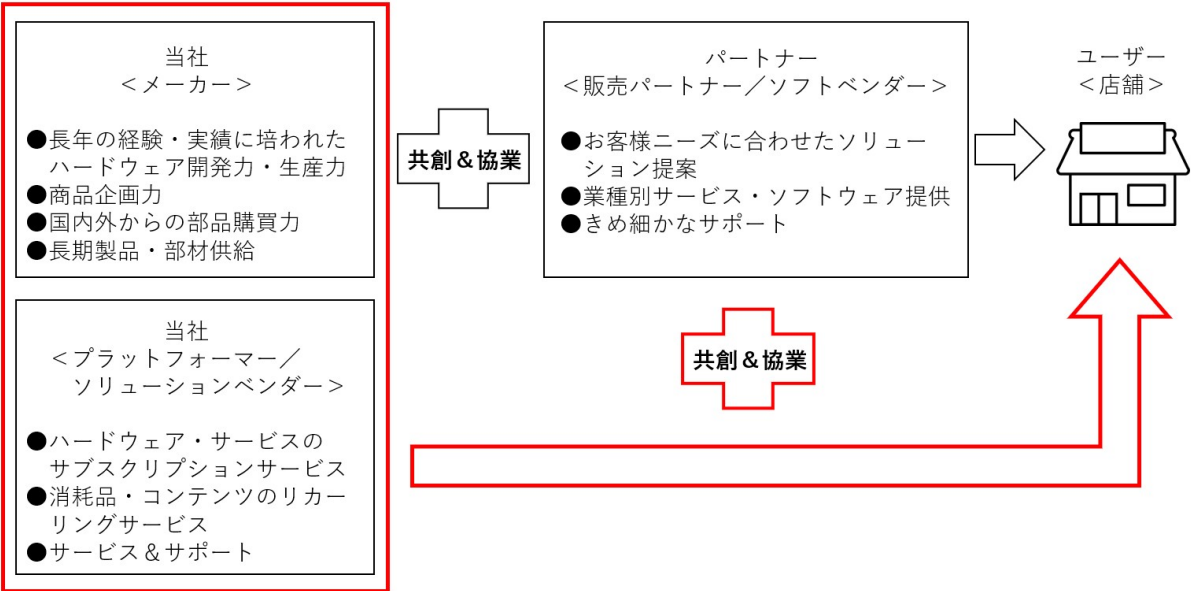 当社
＜メーカー＞
●長年の経験・実績に培われた
ハードウェア開発力・生産力
●商品企画力
●国内外からの部品購買力
●長期製品・部材供給
共創＆協業
パートナー
＜販売パートナー／ソフトベンダー＞
●お客様ニーズに合わせたソリュー
ション提案
●業種別サービス・ソフトウェア提供
●きめ細かなサポート
ユーザー
＜店舗＞
当社
＜プラットフォーマー／
ソリューションベンダー＞
●ハードウェア・サービスの
サブスクリプションサービス
●消耗品・コンテンツのリカー
リングサービス
●サービス＆サポート
共創＆協業